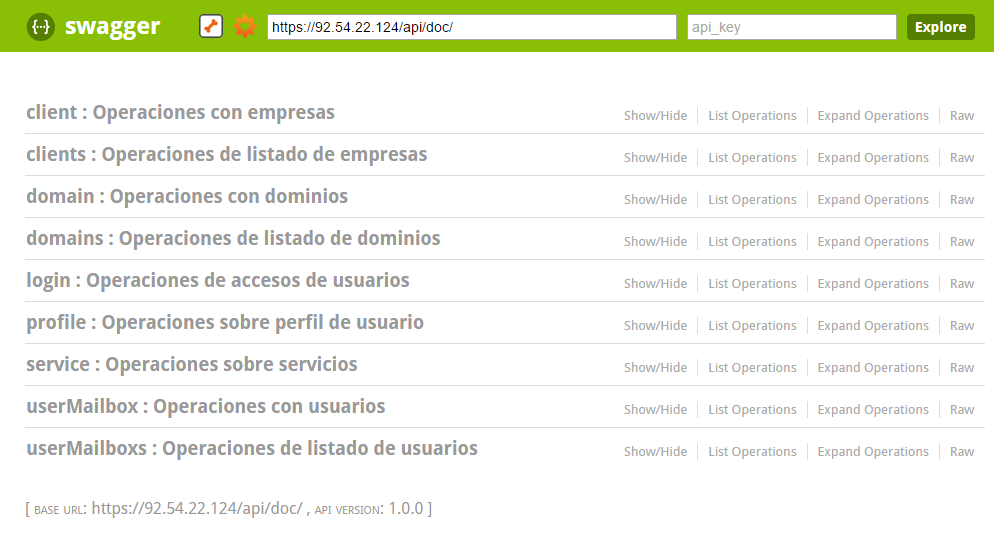 swagger https://92.54.22.124/api/doc/ api_key Explore
client : Operaciones con empresas Show/Hide List Operations Expand Operations Raw
clients : Operaciones de listado de empresas Show/Hide List Operations Expand Operations Raw
domain : Operaciones con dominios Show/Hide List Operations Expand Operations Raw
domains : Operaciones de listado de dominios Show/Hide List Operations Expand Operations Raw
login : Operaciones de accesos de usuarios Show/Hide List Operations Expand Operations Raw
profile : Operaciones sobre perfil de usuario Show/Hide List Operations Expand Operations Raw
service : Operaciones sobre servicios Show/Hide List Operations Expand Operations Raw
userMailbox : Operaciones con usuarios Show/Hide List Operations Expand Operations Raw
userMailboxs : Operaciones de listado de usuarios Show/Hide List Operations Expand Operations Raw
[ BASE URL: https://92.54.22.124/api/doc/ , API VERSION: 1.0.0 ]